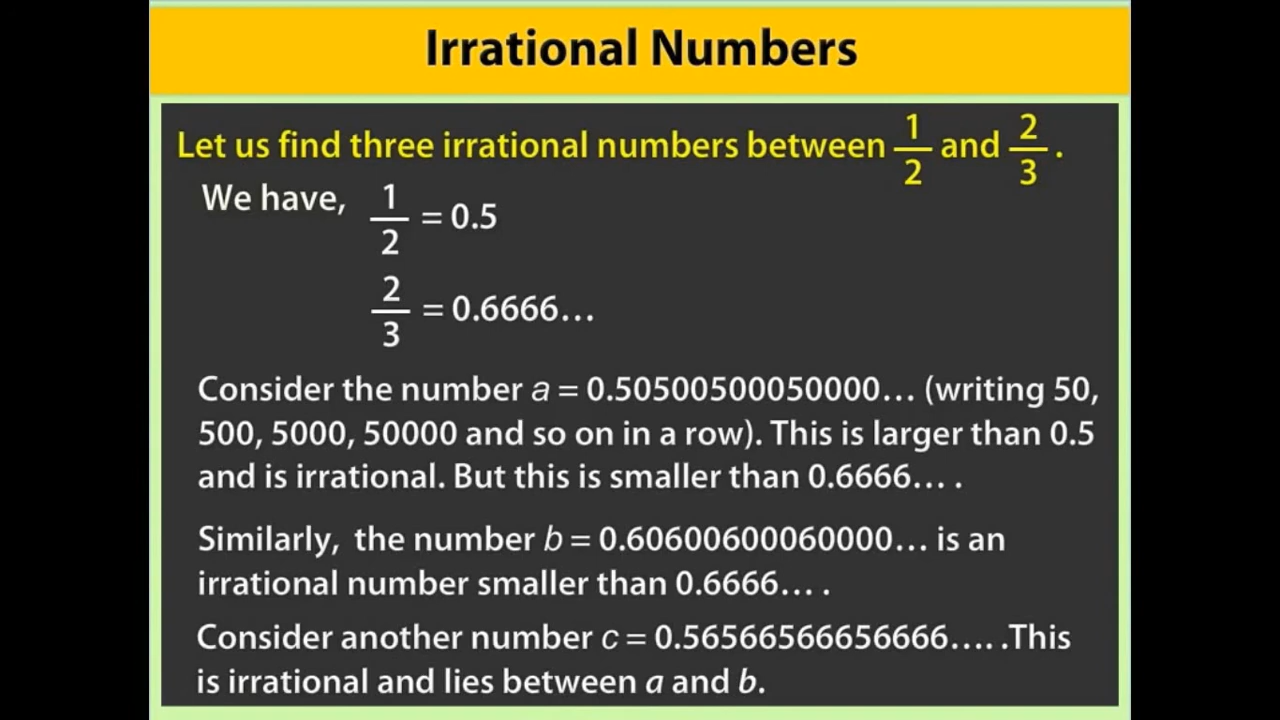 Irrational Numbers
Let us find three irrational numbers between 1/2 and 2/3 .
We have, 1/2 = 0.5
2/3 = 0.6666…
Consider the number a = 0.50500500050000… (writing 50,
500, 5000, 50000 and so on in a row). This is larger than 0.5
and is irrational. But this is smaller than 0.6666… .
Similarly, the number b = 0.60600600060000… is an
irrational number smaller than 0.6666… .
Consider another number c = 0.56566566656666…. .This
is irrational and lies between a and b.